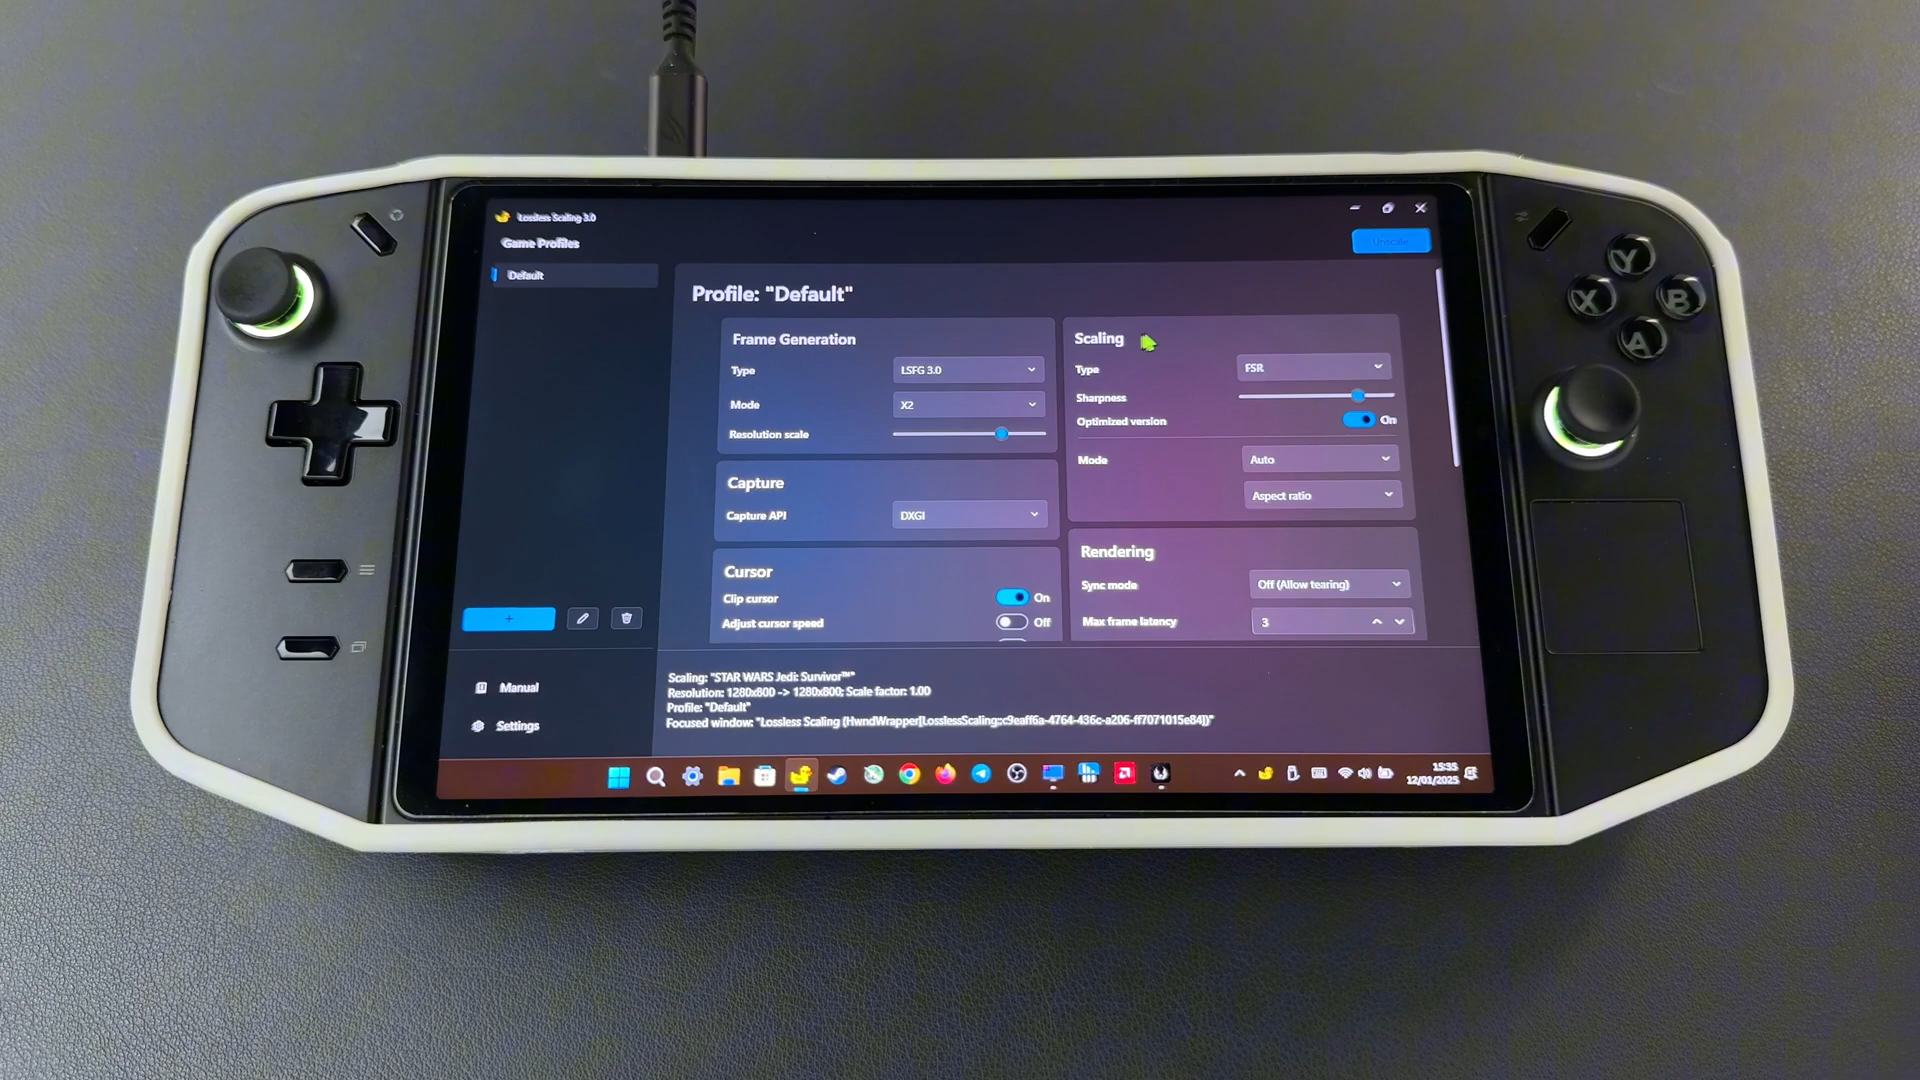 Lossless Scaling 3.0
Game Profiles
Unscale
Default
Profile: "Default"
Frame Generation
Type
LSFG 3.0
Mode
X2
Resolution scale
Capture
Capture API
DXGI
Cursor
Clip cursor
On
Adjust cursor speed
Off
Scaling
Type
FSR
Sharpness
Optimized version
On
Mode
Auto
Aspect ratio
Rendering
Sync mode
Off (Allow tearing)
Max frame latency
3
+
Manual
Settings
Scaling: "STAR WARS Jedi: Survivor™"
Resolution: 1280x800 -> 1280x800; Scale factor: 1.00
Profile: "Default"
Focused window: "Lossless Scaling (HwndWrapper[LosslessScaling;;c9eaff6a-4764-436c-a206-ff7071015e84])"
15:35
12/01/2025
Y
X
B
A